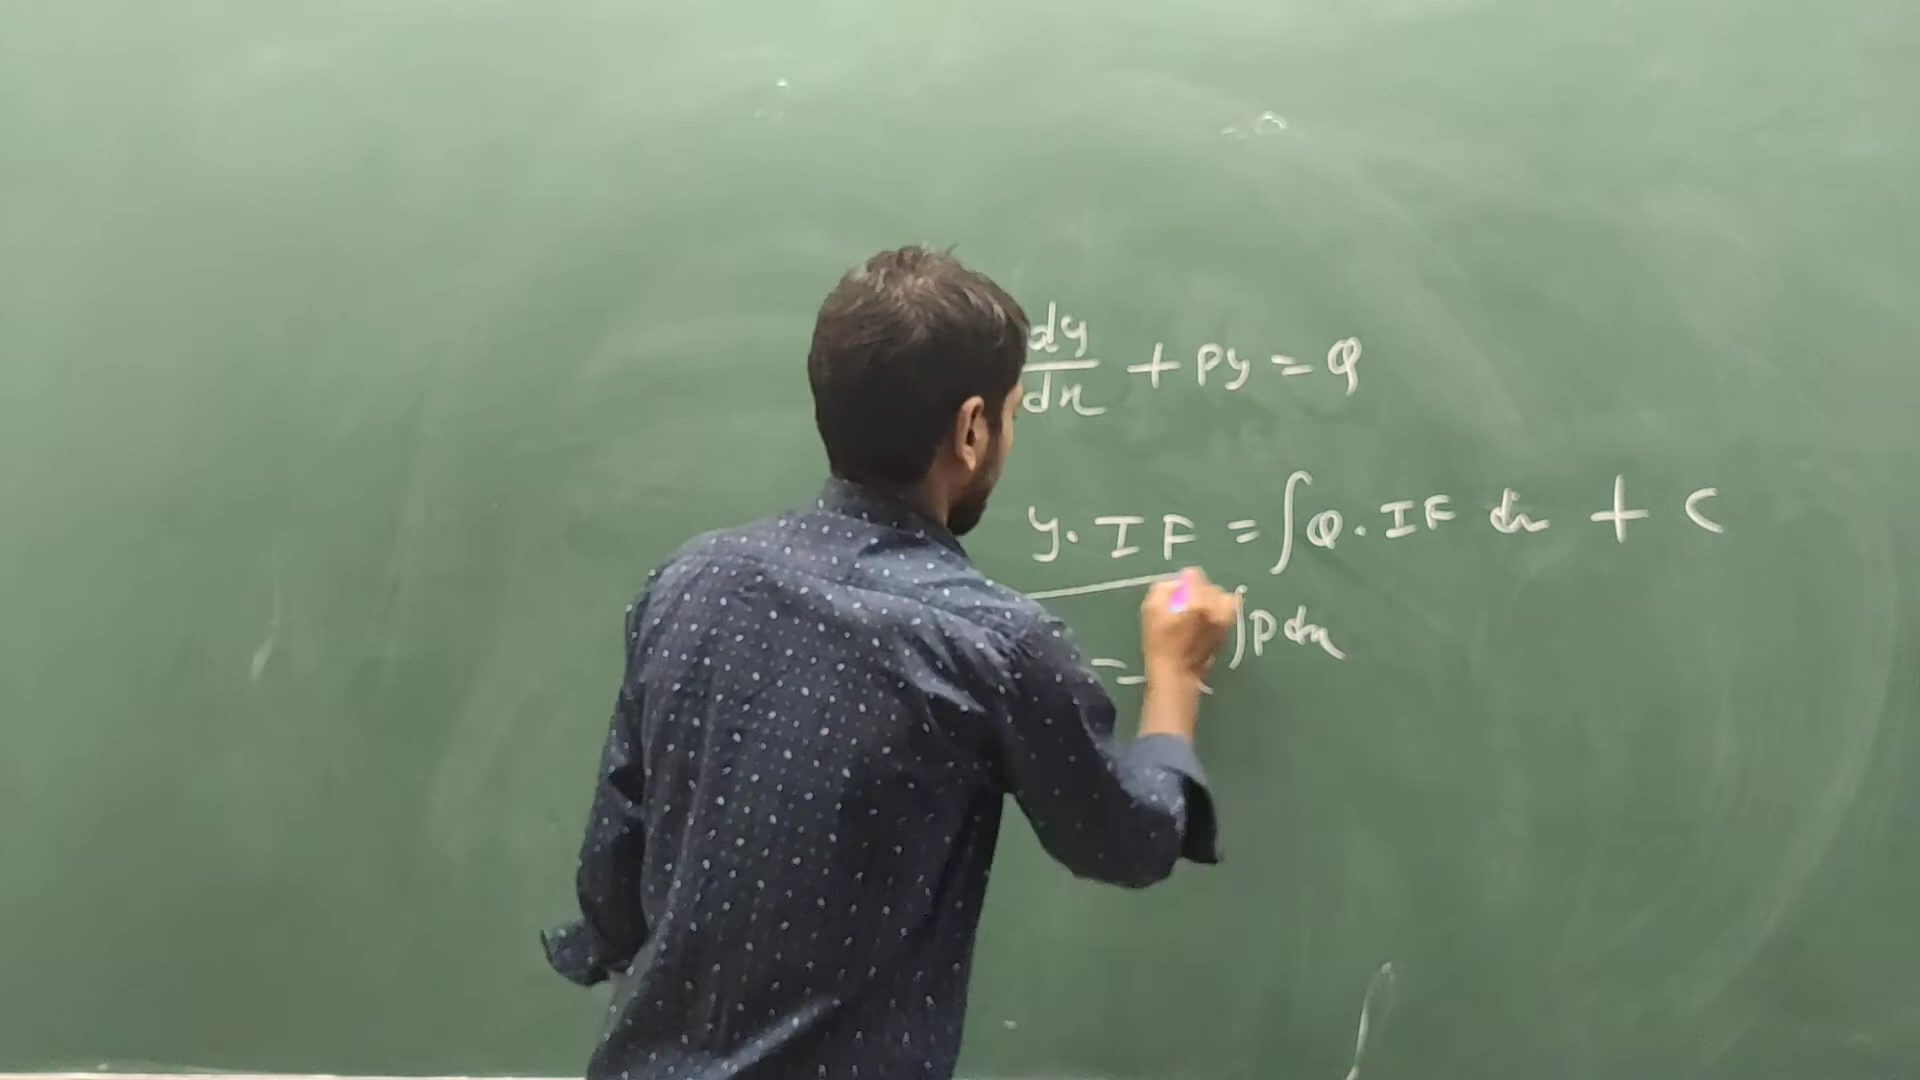 dy/dx + Py = Q
y. IF = ∫Q. IF dx + C
= ∫Pdx